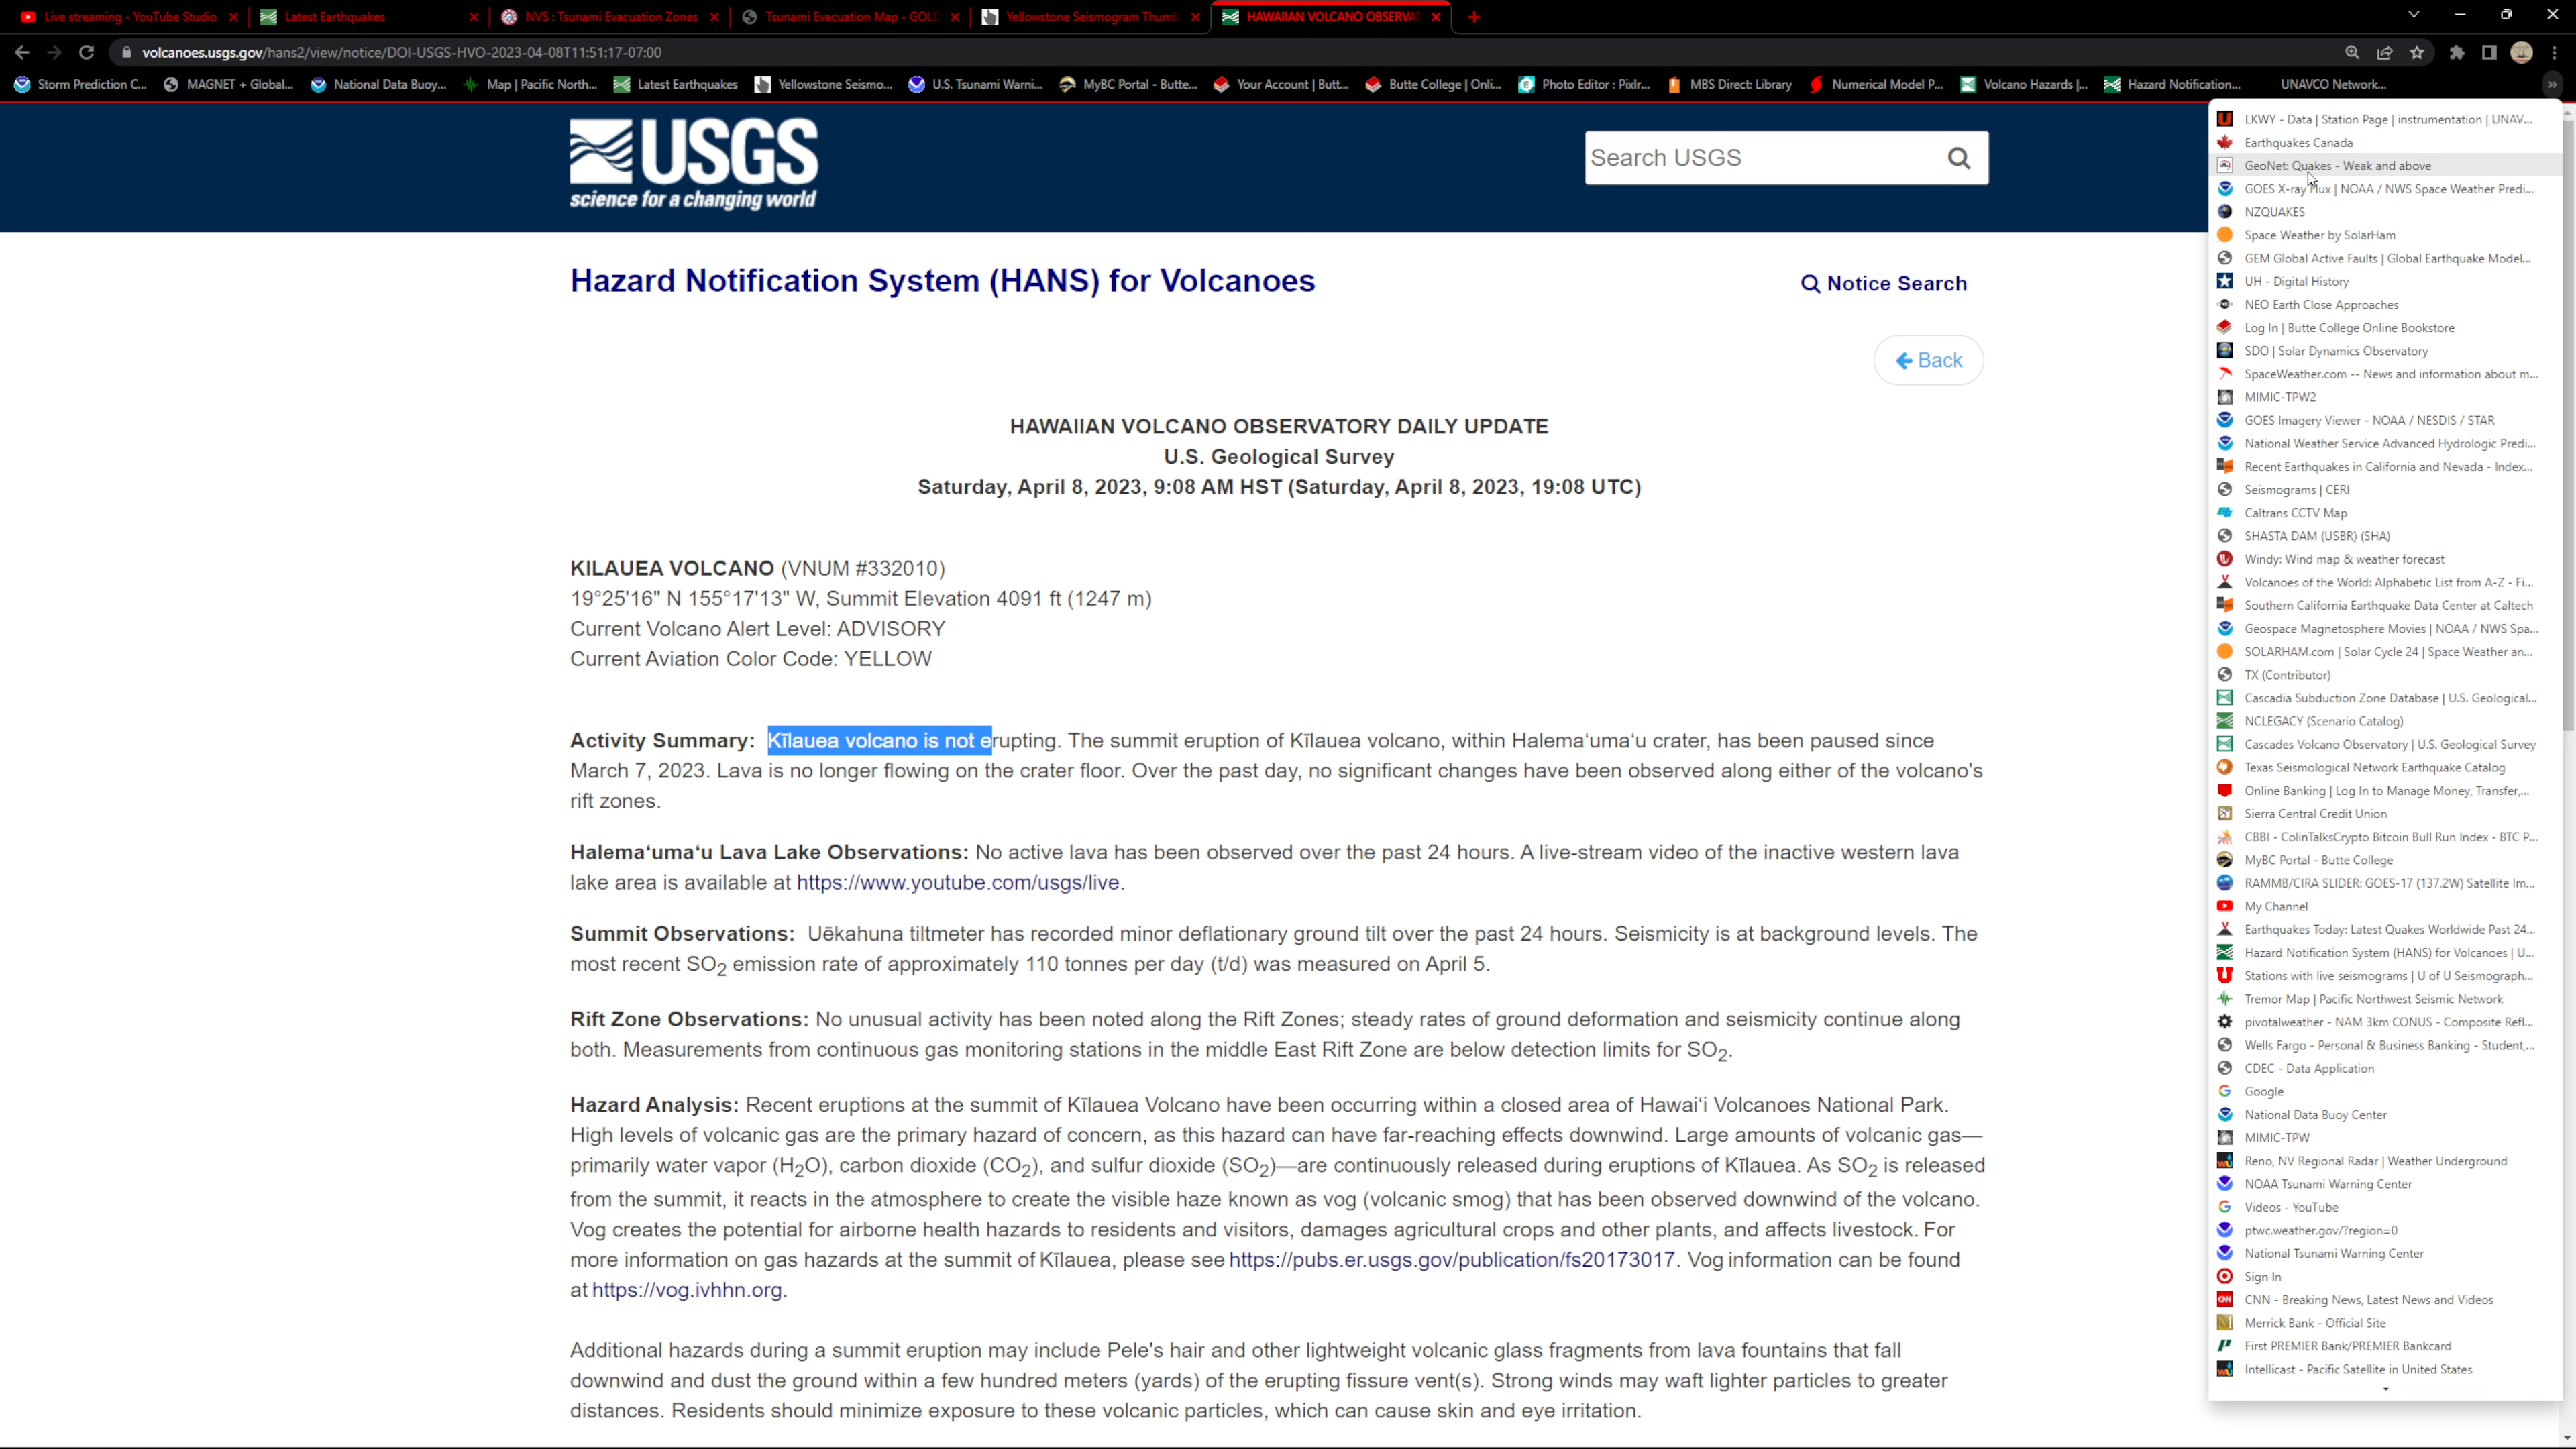 Live streaming - YouTube Studio
Latest Earthquakes
NVS : Tsunami Evacuation Zones
Tsunami Evacuation Map - GOLD
Yellowstone Seismogram Thumb
HAWAIIAN VOLCANO OBSERVAT
volcanoes.usgs.gov/hans2/view/notice/DOI-USGS-HVO-2023-04-08T11:51:17-07:00
Storm Prediction C...
MAGNET + Global...
National Data Buoy...
Map | Pacific North...
Latest Earthquakes
Yellowstone Seismo...
U.S. Tsunami Warni...
MyBC Portal - Butte...
Your Account | Butt...
Butte College | Onli...
Photo Editor : Pixlr...
MBS Direct: Library
Numerical Model P...
Volcano Hazards |...
Hazard Notification...
UNAVCO Network...
»
USGS
science for a changing world
Search USGS
Hazard Notification System (HANS) for Volcanoes
Notice Search
Back
HAWAIIAN VOLCANO OBSERVATORY DAILY UPDATE
U.S. Geological Survey
Saturday, April 8, 2023, 9:08 AM HST (Saturday, April 8, 2023, 19:08 UTC)
KILAUEA VOLCANO (VNUM #332010)
19°25'16" N 155°17'13" W, Summit Elevation 4091 ft (1247 m)
Current Volcano Alert Level: ADVISORY
Current Aviation Color Code: YELLOW
Activity Summary: Kīlauea volcano is not erupting. The summit eruption of Kīlauea volcano, within Halemaʻumaʻu crater, has been paused since
March 7, 2023. Lava is no longer flowing on the crater floor. Over the past day, no significant changes have been observed along either of the volcano's
rift zones.
Halemaʻumaʻu Lava Lake Observations: No active lava has been observed over the past 24 hours. A live-stream video of the inactive western lava
lake area is available at https://www.youtube.com/usgs/live.
Summit Observations: Uēkahuna tiltmeter has recorded minor deflationary ground tilt over the past 24 hours. Seismicity is at background levels. The
most recent SO2 emission rate of approximately 110 tonnes per day (t/d) was measured on April 5.
Rift Zone Observations: No unusual activity has been noted along the Rift Zones; steady rates of ground deformation and seismicity continue along
both. Measurements from continuous gas monitoring stations in the middle East Rift Zone are below detection limits for SO2.
Hazard Analysis: Recent eruptions at the summit of Kīlauea Volcano have been occurring within a closed area of Hawaiʻi Volcanoes National Park.
High levels of volcanic gas are the primary hazard of concern, as this hazard can have far-reaching effects downwind. Large amounts of volcanic gas—
primarily water vapor (H2O), carbon dioxide (CO2), and sulfur dioxide (SO2)—are continuously released during eruptions of Kīlauea. As SO2 is released
from the summit, it reacts in the atmosphere to create the visible haze known as vog (volcanic smog) that has been observed downwind of the volcano.
Vog creates the potential for airborne health hazards to residents and visitors, damages agricultural crops and other plants, and affects livestock. For
more information on gas hazards at the summit of Kīlauea, please see https://pubs.er.usgs.gov/publication/fs20173017. Vog information can be found
at https://vog.ivhhn.org.
Additional hazards during a summit eruption may include Pele's hair and other lightweight volcanic glass fragments from lava fountains that fall
downwind and dust the ground within a few hundred meters (yards) of the erupting fissure vent(s). Strong winds may waft lighter particles to greater
distances. Residents should minimize exposure to these volcanic particles, which can cause skin and eye irritation.
LKWY - Data | Station Page | instrumentation | UNAV...
Earthquakes Canada
GeoNet: Quakes - Weak and above
GOES X-ray Flux | NOAA / NWS Space Weather Predi...
NZQUAKES
Space Weather by SolarHam
GEM Global Active Faults | Global Earthquake Model...
UH - Digital History
NEO Earth Close Approaches
Log In | Butte College Online Bookstore
SDO | Solar Dynamics Observatory
SpaceWeather.com -- News and information about m...
MIMIC-TPW2
GOES Imagery Viewer - NOAA / NESDIS / STAR
National Weather Service Advanced Hydrologic Predi...
Recent Earthquakes in California and Nevada - Index...
Seismograms | CERI
Caltrans CCTV Map
SHASTA DAM (USBR) (SHA)
Windy: Wind map & weather forecast
Volcanoes of the World: Alphabetic List from A-Z - Fi...
Southern California Earthquake Data Center at Caltech
Geospace Magnetosphere Movies | NOAA / NWS Spa...
SOLARHAM.com | Solar Cycle 24 | Space Weather an...
TX (Contributor)
Cascadia Subduction Zone Database | U.S. Geological...
NCLEGACY (Scenario Catalog)
Cascades Volcano Observatory | U.S. Geological Survey
Texas Seismological Network Earthquake Catalog
Online Banking | Log In to Manage Money, Transfer,...
Sierra Central Credit Union
CBBI - ColinTalksCrypto Bitcoin Bull Run Index - BTC P...
MyBC Portal - Butte College
RAMMB/CIRA SLIDER: GOES-17 (137.2W) Satellite Im...
My Channel
Earthquakes Today: Latest Quakes Worldwide Past 24...
Hazard Notification System (HANS) for Volcanoes | U...
Stations with live seismograms | U of U Seismograph...
Tremor Map | Pacific Northwest Seismic Network
pivotalweather - NAM 3km CONUS - Composite Refl...
Wells Fargo - Personal & Business Banking - Student,...
CDEC - Data Application
Google
National Data Buoy Center
MIMIC-TPW
Reno, NV Regional Radar | Weather Underground
NOAA Tsunami Warning Center
Videos - YouTube
ptwc.weather.gov/?region=0
National Tsunami Warning Center
Sign In
CNN - Breaking News, Latest News and Videos
Merrick Bank - Official Site
First PREMIER Bank/PREMIER Bankcard
Intellicast - Pacific Satellite in United States